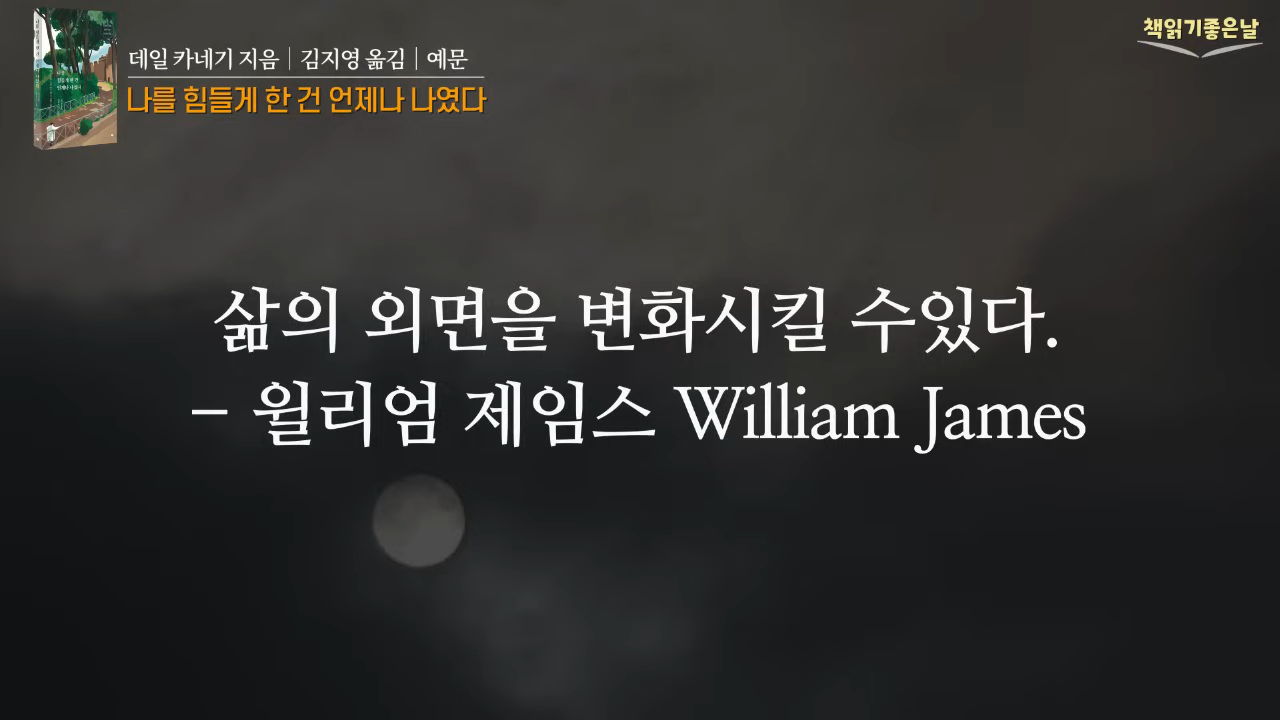 데일 카네기 지음 | 김지영 옮김 | 예문
나를 힘들게 한 건 언제나 나였다
책읽기좋은날
삶의 외면을 변화시킬 수있다.
- 윌리엄 제임스 William James